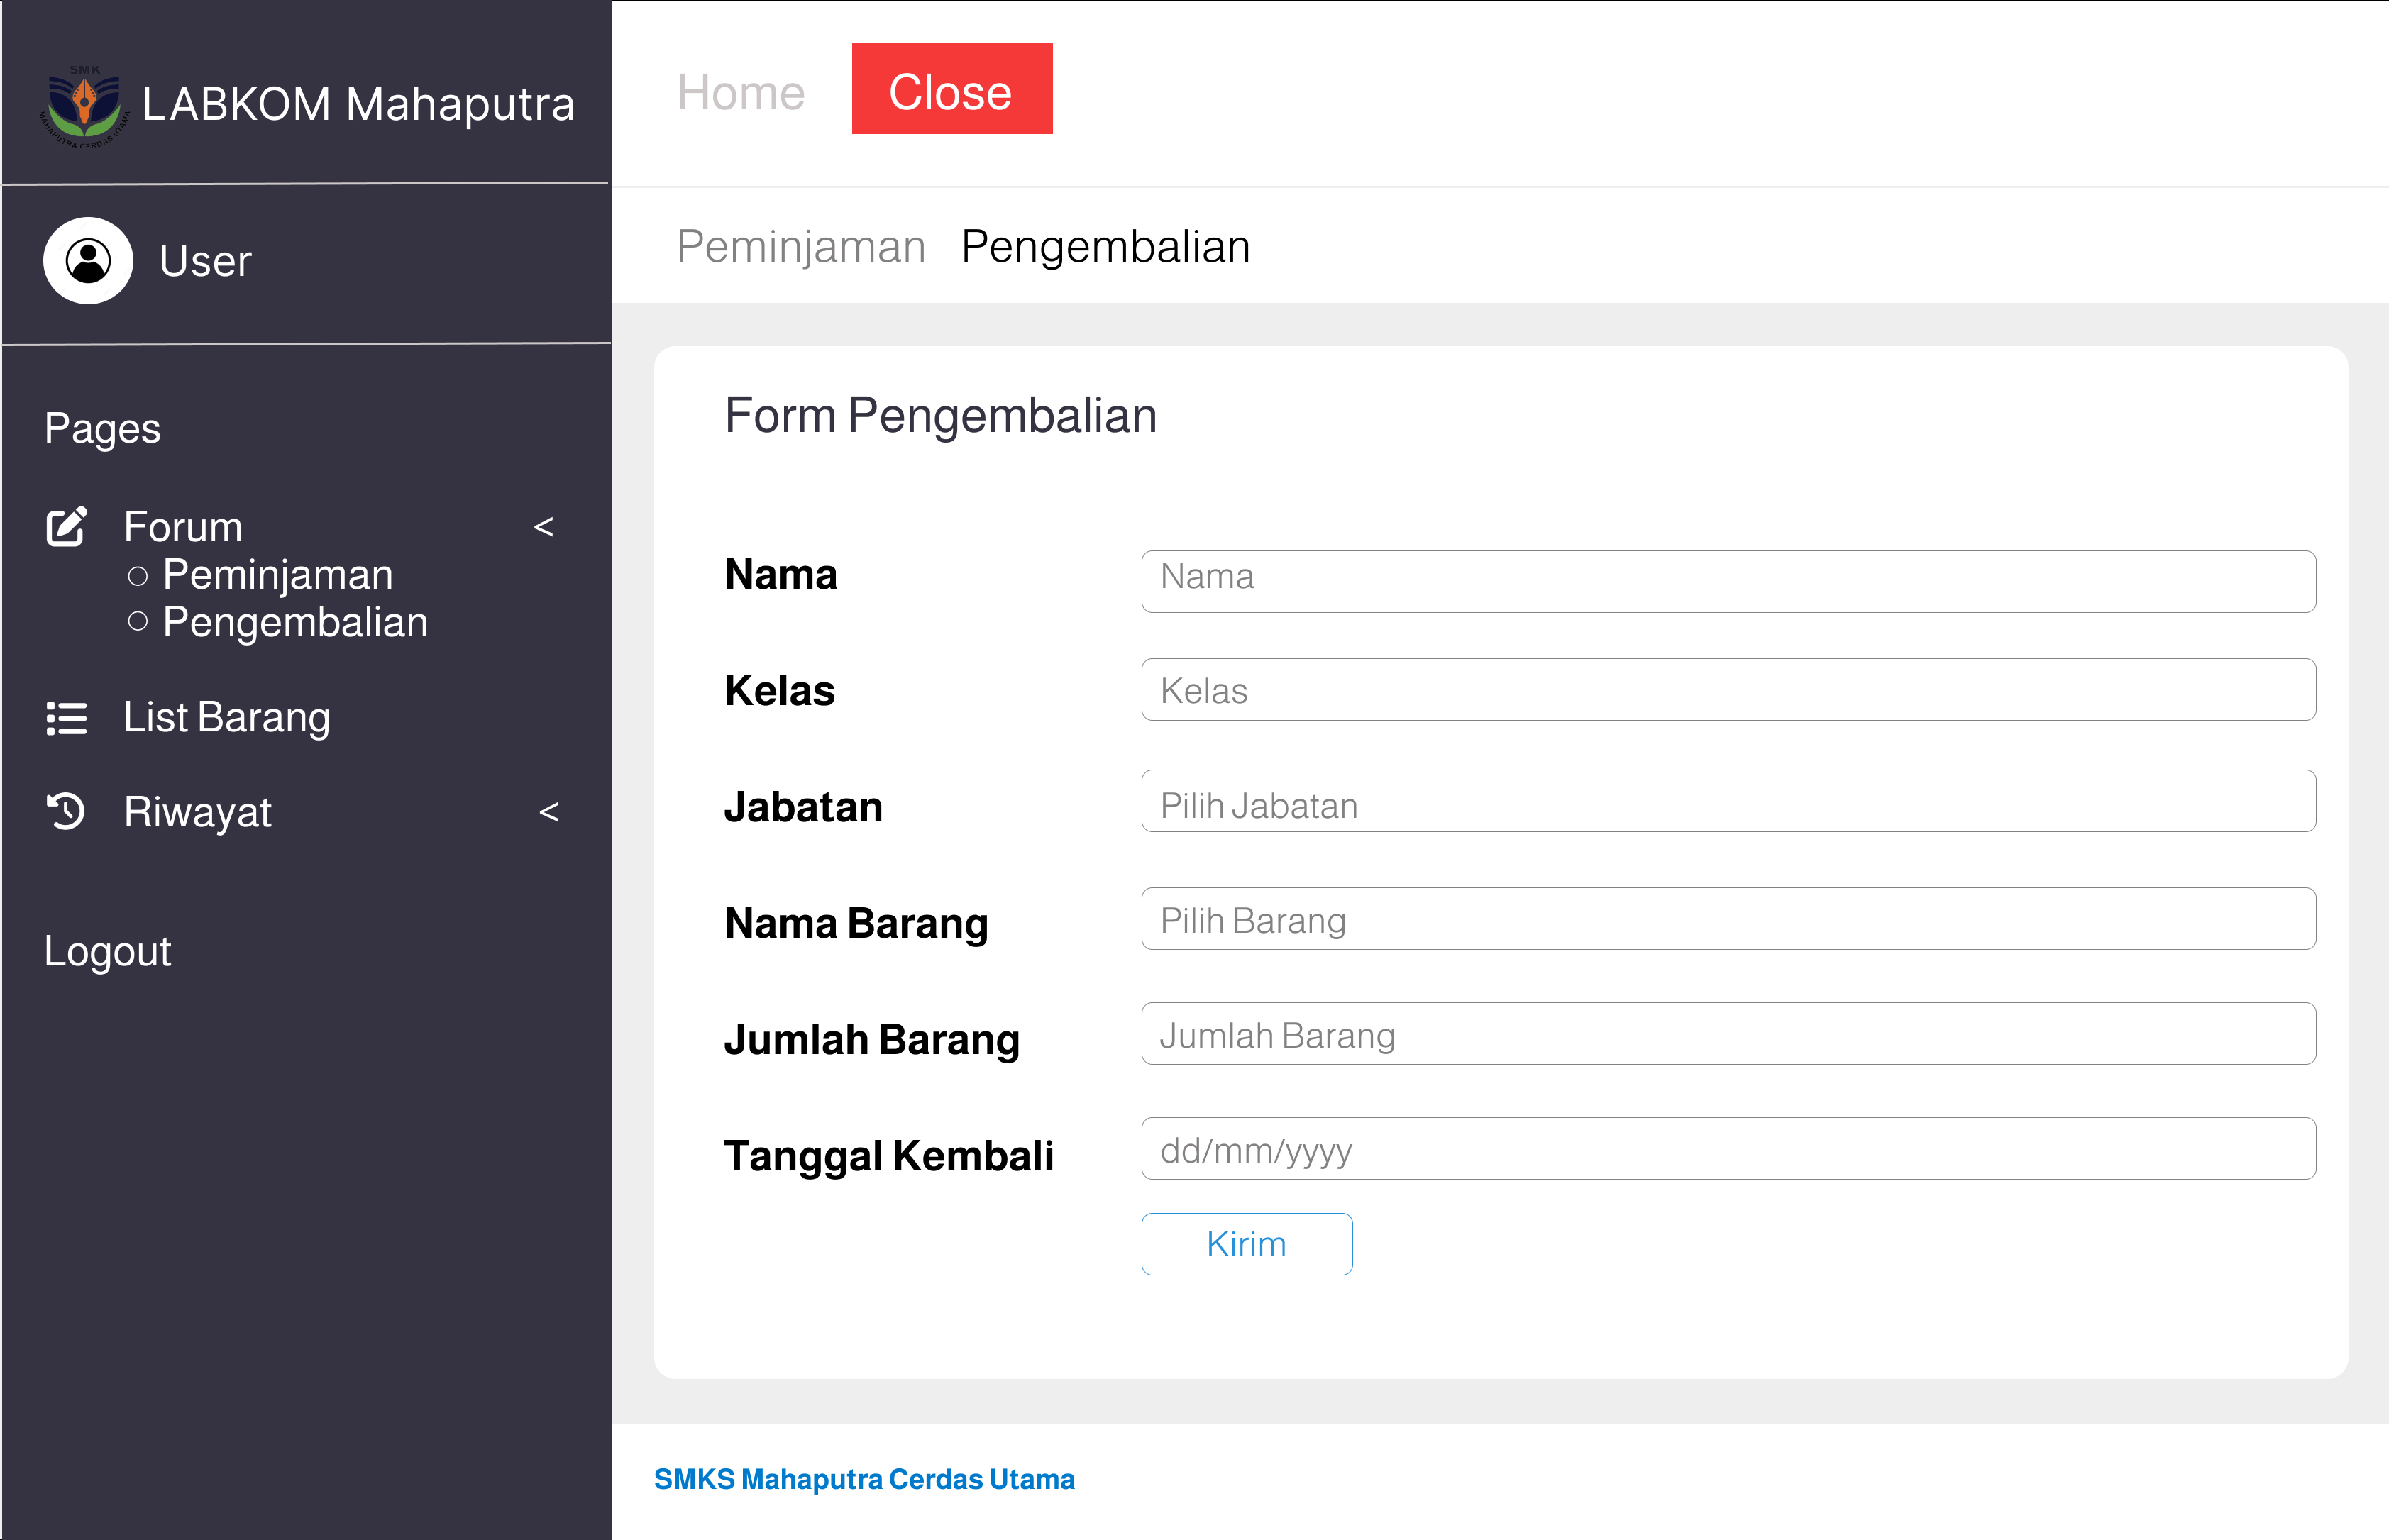 SMK
MAHAPUTRA CERDAS UTAMA
LABKOM Mahaputra
User
Pages
Forum <
Peminjaman
Pengembalian
List Barang
Riwayat <
Logout
Home Close
Peminjaman Pengembalian
Form Pengembalian
Nama Nama
Kelas Kelas
Jabatan Pilih Jabatan
Nama Barang Pilih Barang
Jumlah Barang Jumlah Barang
Tanggal Kembali dd/mm/yyyy
Kirim
SMKS Mahaputra Cerdas Utama